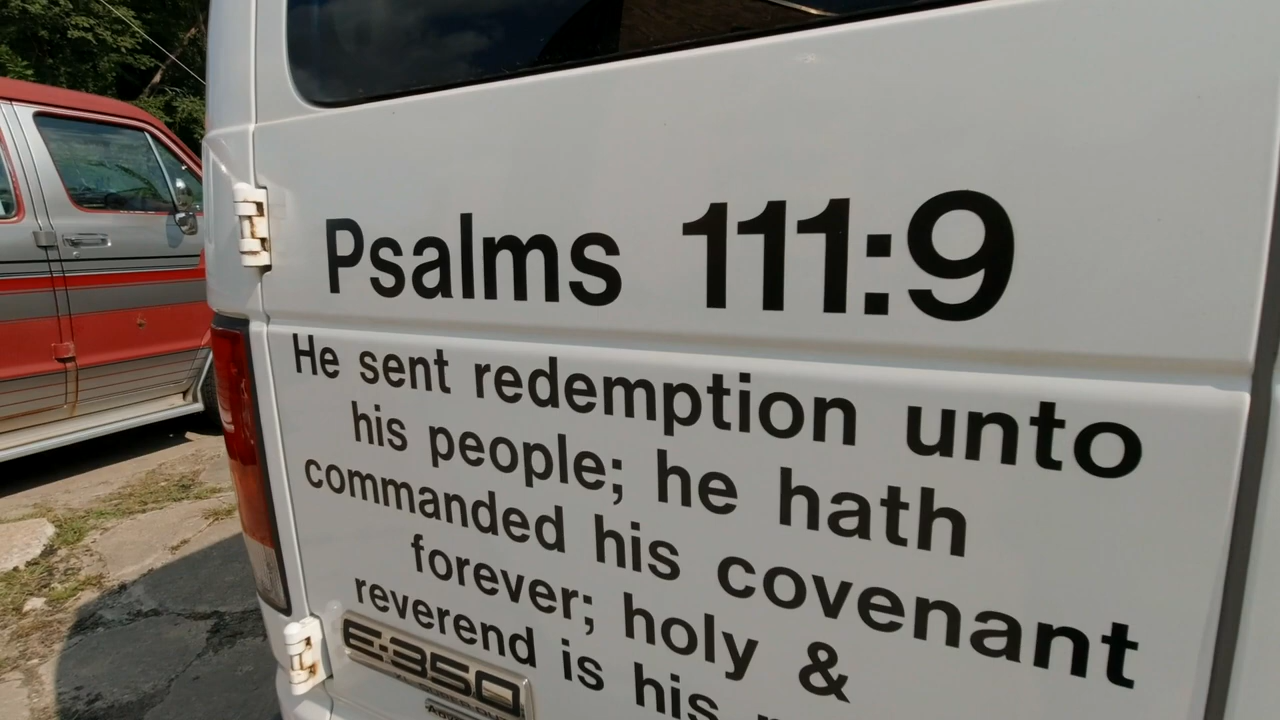 Psalms 111:9
He sent redemption unto
his people; he hath
commanded his covenant
forever; holy &
reverend is his
E-350